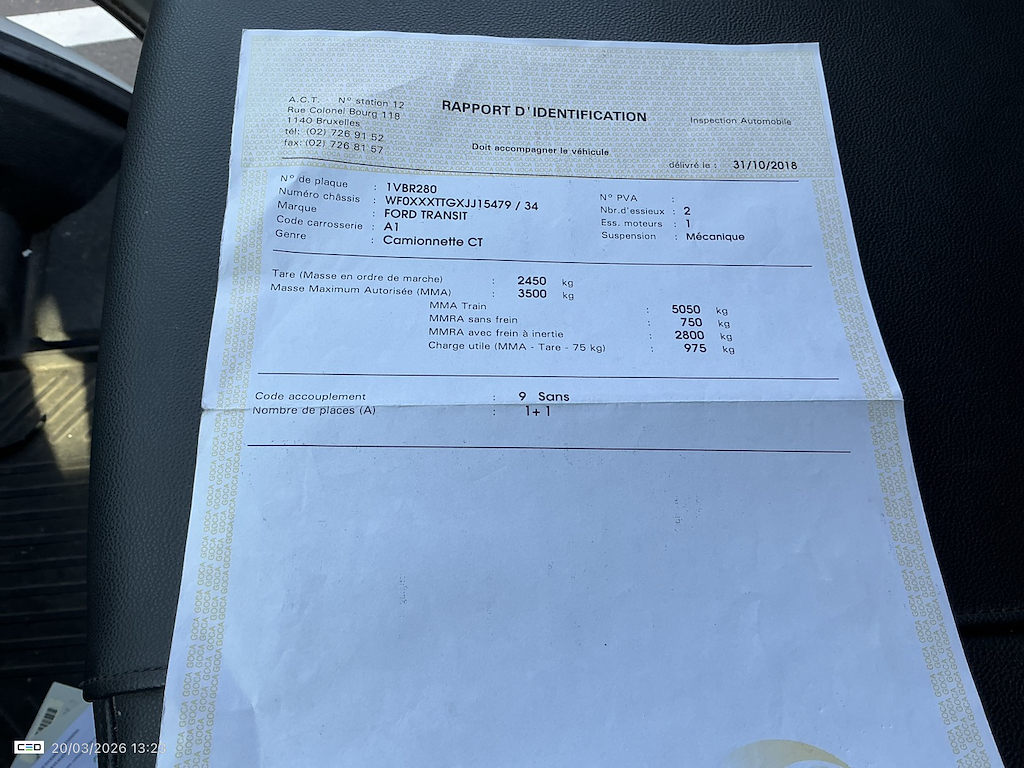 A.C.T. N° station 12
Rue Colonel Bourg 118
1140 Bruxelles
tél: (02) 726 91 52
fax: (02) 726 81 57
RAPPORT D'IDENTIFICATION
Doit accompagner le véhicule
Inspection Automobile
délivré le : 31/10/2018
N° de plaque : 1VBR280
Numéro châssis : WF0XXXTTGXJJ15479 / 34
Marque : FORD TRANSIT
Code carrosserie : A1
Genre : Camionnette CT
N° PVA :
Nbr.d'essieux : 2
Ess. moteurs : 1
Suspension : Mécanique
Tare (Masse en ordre de marche) : 2450 kg
Masse Maximum Autorisée (MMA) : 3500 kg
MMA Train : 5050 kg
MMRA sans frein : 750 kg
MMRA avec frein à inertie : 2800 kg
Charge utile (MMA - Tare - 75 kg) : 975 kg
Code accouplement : 9 Sans
Nombre de places (A) : 1+ 1
CEO 20/03/2026